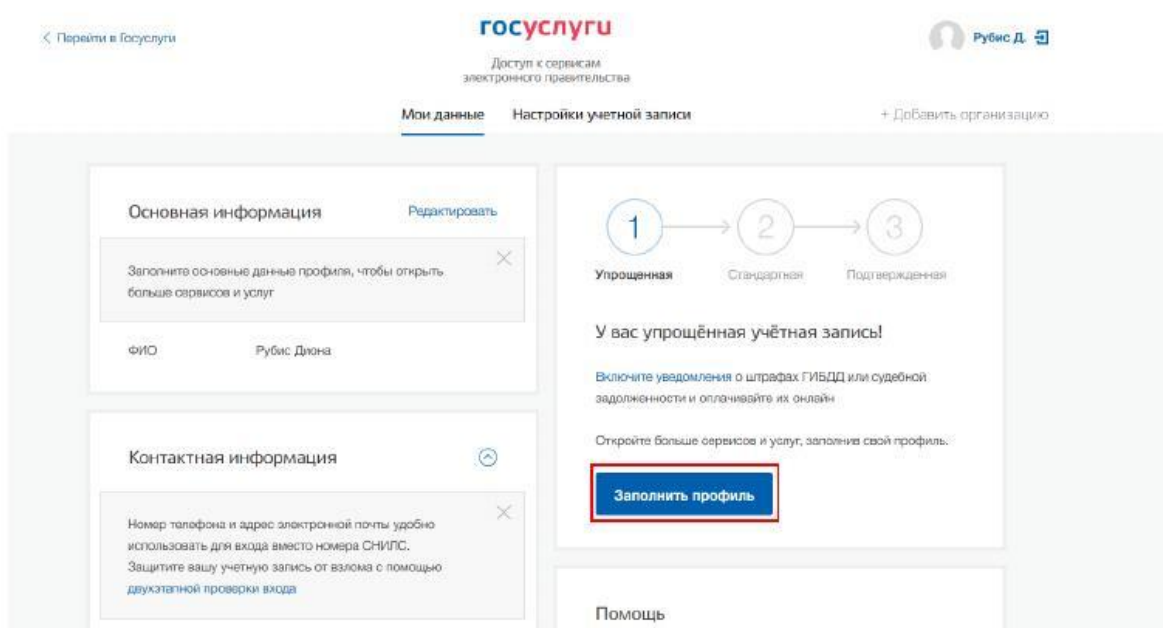 Перейти в Госуслуги
госуслуги
Рубис Д.
Доступ к сервисам
электронного правительства
Мои данные
Настройки учетной записи
+ Добавить организацию
Основная информация
Редактировать
Заполните основные данные профиля, чтобы открыть
больше сервисов и услуг
ФИО
Рубис Диона
Контактная информация
Номер телефона и адрес электронной почты удобно
использовать для входа вместо номера СНИЛС.
Защитите вашу учетную запись от взлома с помощью
двухэтапной проверки входа
1
2
3
Упрощенная
Стандартная
Подтвержденная
У вас упрощённая учётная запись!
Включите уведомления о штрафах ГИБДД или судебной
задолженности и оплачивайте их онлайн
Откройте больше сервисов и услуг, заполнив свой профиль.
Заполнить профиль
Помощь